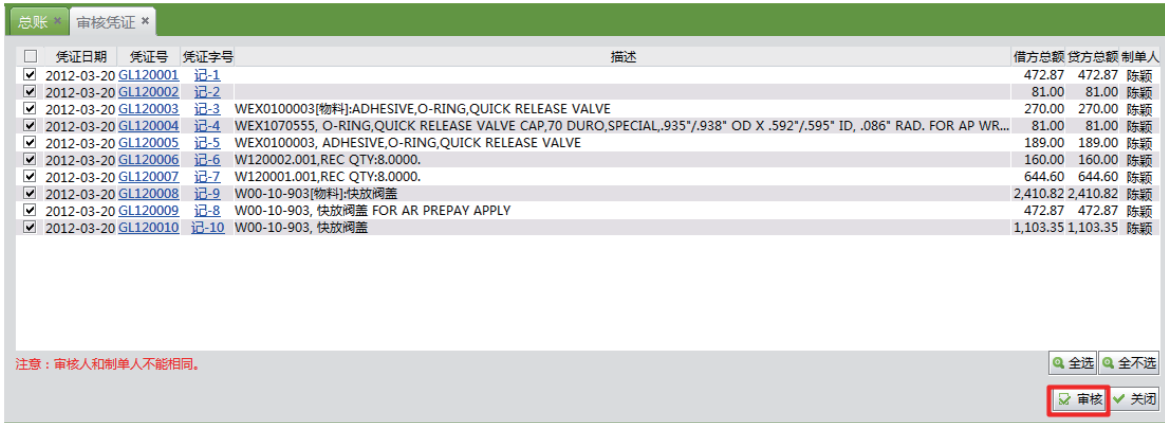 总账 ×  审核凭证 ×
凭证日期 凭证号 凭证字号 描述 借方总额 贷方总额 制单人
2012-03-20 GL120001 记-1 472.87 472.87 陈颖
2012-03-20 GL120002 记-2 81.00 81.00 陈颖
2012-03-20 GL120003 记-3 WEX0100003[物料]:ADHESIVE,O-RING,QUICK RELEASE VALVE 270.00 270.00 陈颖
2012-03-20 GL120004 记-4 WEX1070555, O-RING,QUICK RELEASE VALVE CAP,70 DURO,SPECIAL,.935"/.938" OD X .592"/.595" ID, .086" RAD. FOR AP WR... 81.00 81.00 陈颖
2012-03-20 GL120005 记-5 WEX0100003, ADHESIVE,O-RING,QUICK RELEASE VALVE 189.00 189.00 陈颖
2012-03-20 GL120006 记-6 W120002.001,REC QTY:8.0000. 160.00 160.00 陈颖
2012-03-20 GL120007 记-7 W120001.001,REC QTY:8.0000. 644.60 644.60 陈颖
2012-03-20 GL120008 记-9 W00-10-903[物料]:快放阀盖 2,410.82 2,410.82 陈颖
2012-03-20 GL120009 记-8 W00-10-903, 快放阀盖 FOR AR PREPAY APPLY 472.87 472.87 陈颖
2012-03-20 GL120010 记-10 W00-10-903, 快放阀盖 1,103.35 1,103.35 陈颖
注意：审核人和制单人不能相同。
全选 全不选
审核 关闭